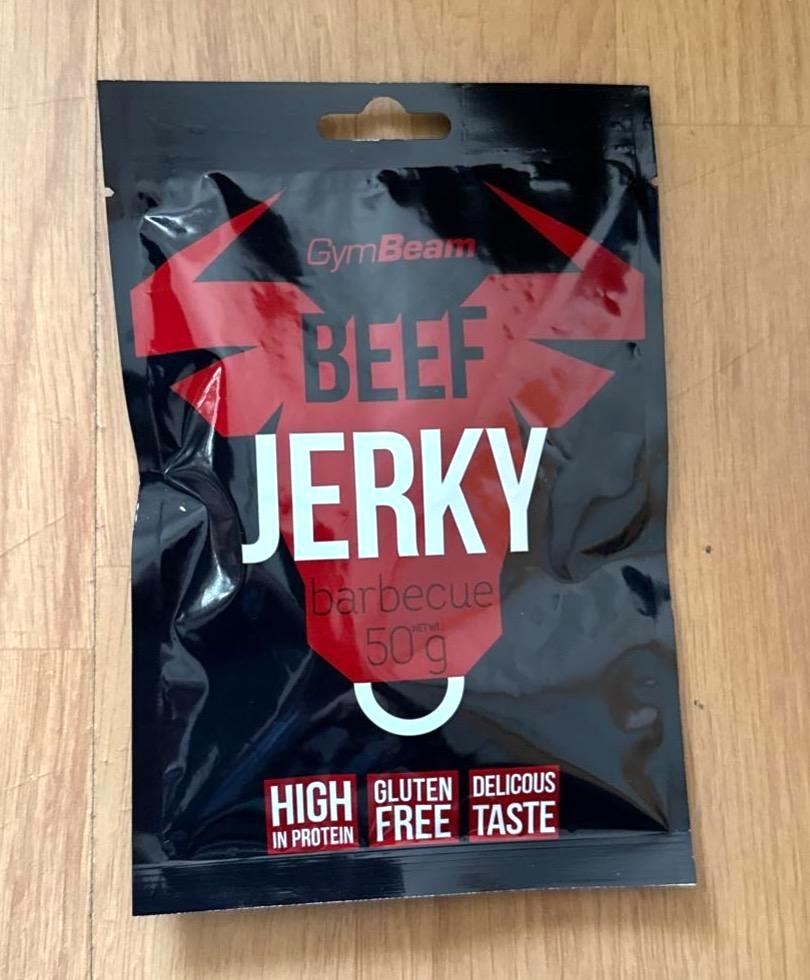 GymBeam
BEEF
JERKY
barbecue
NET WT.
50 g
HIGH
IN PROTEIN
GLUTEN
FREE
DELICOUS
TASTE